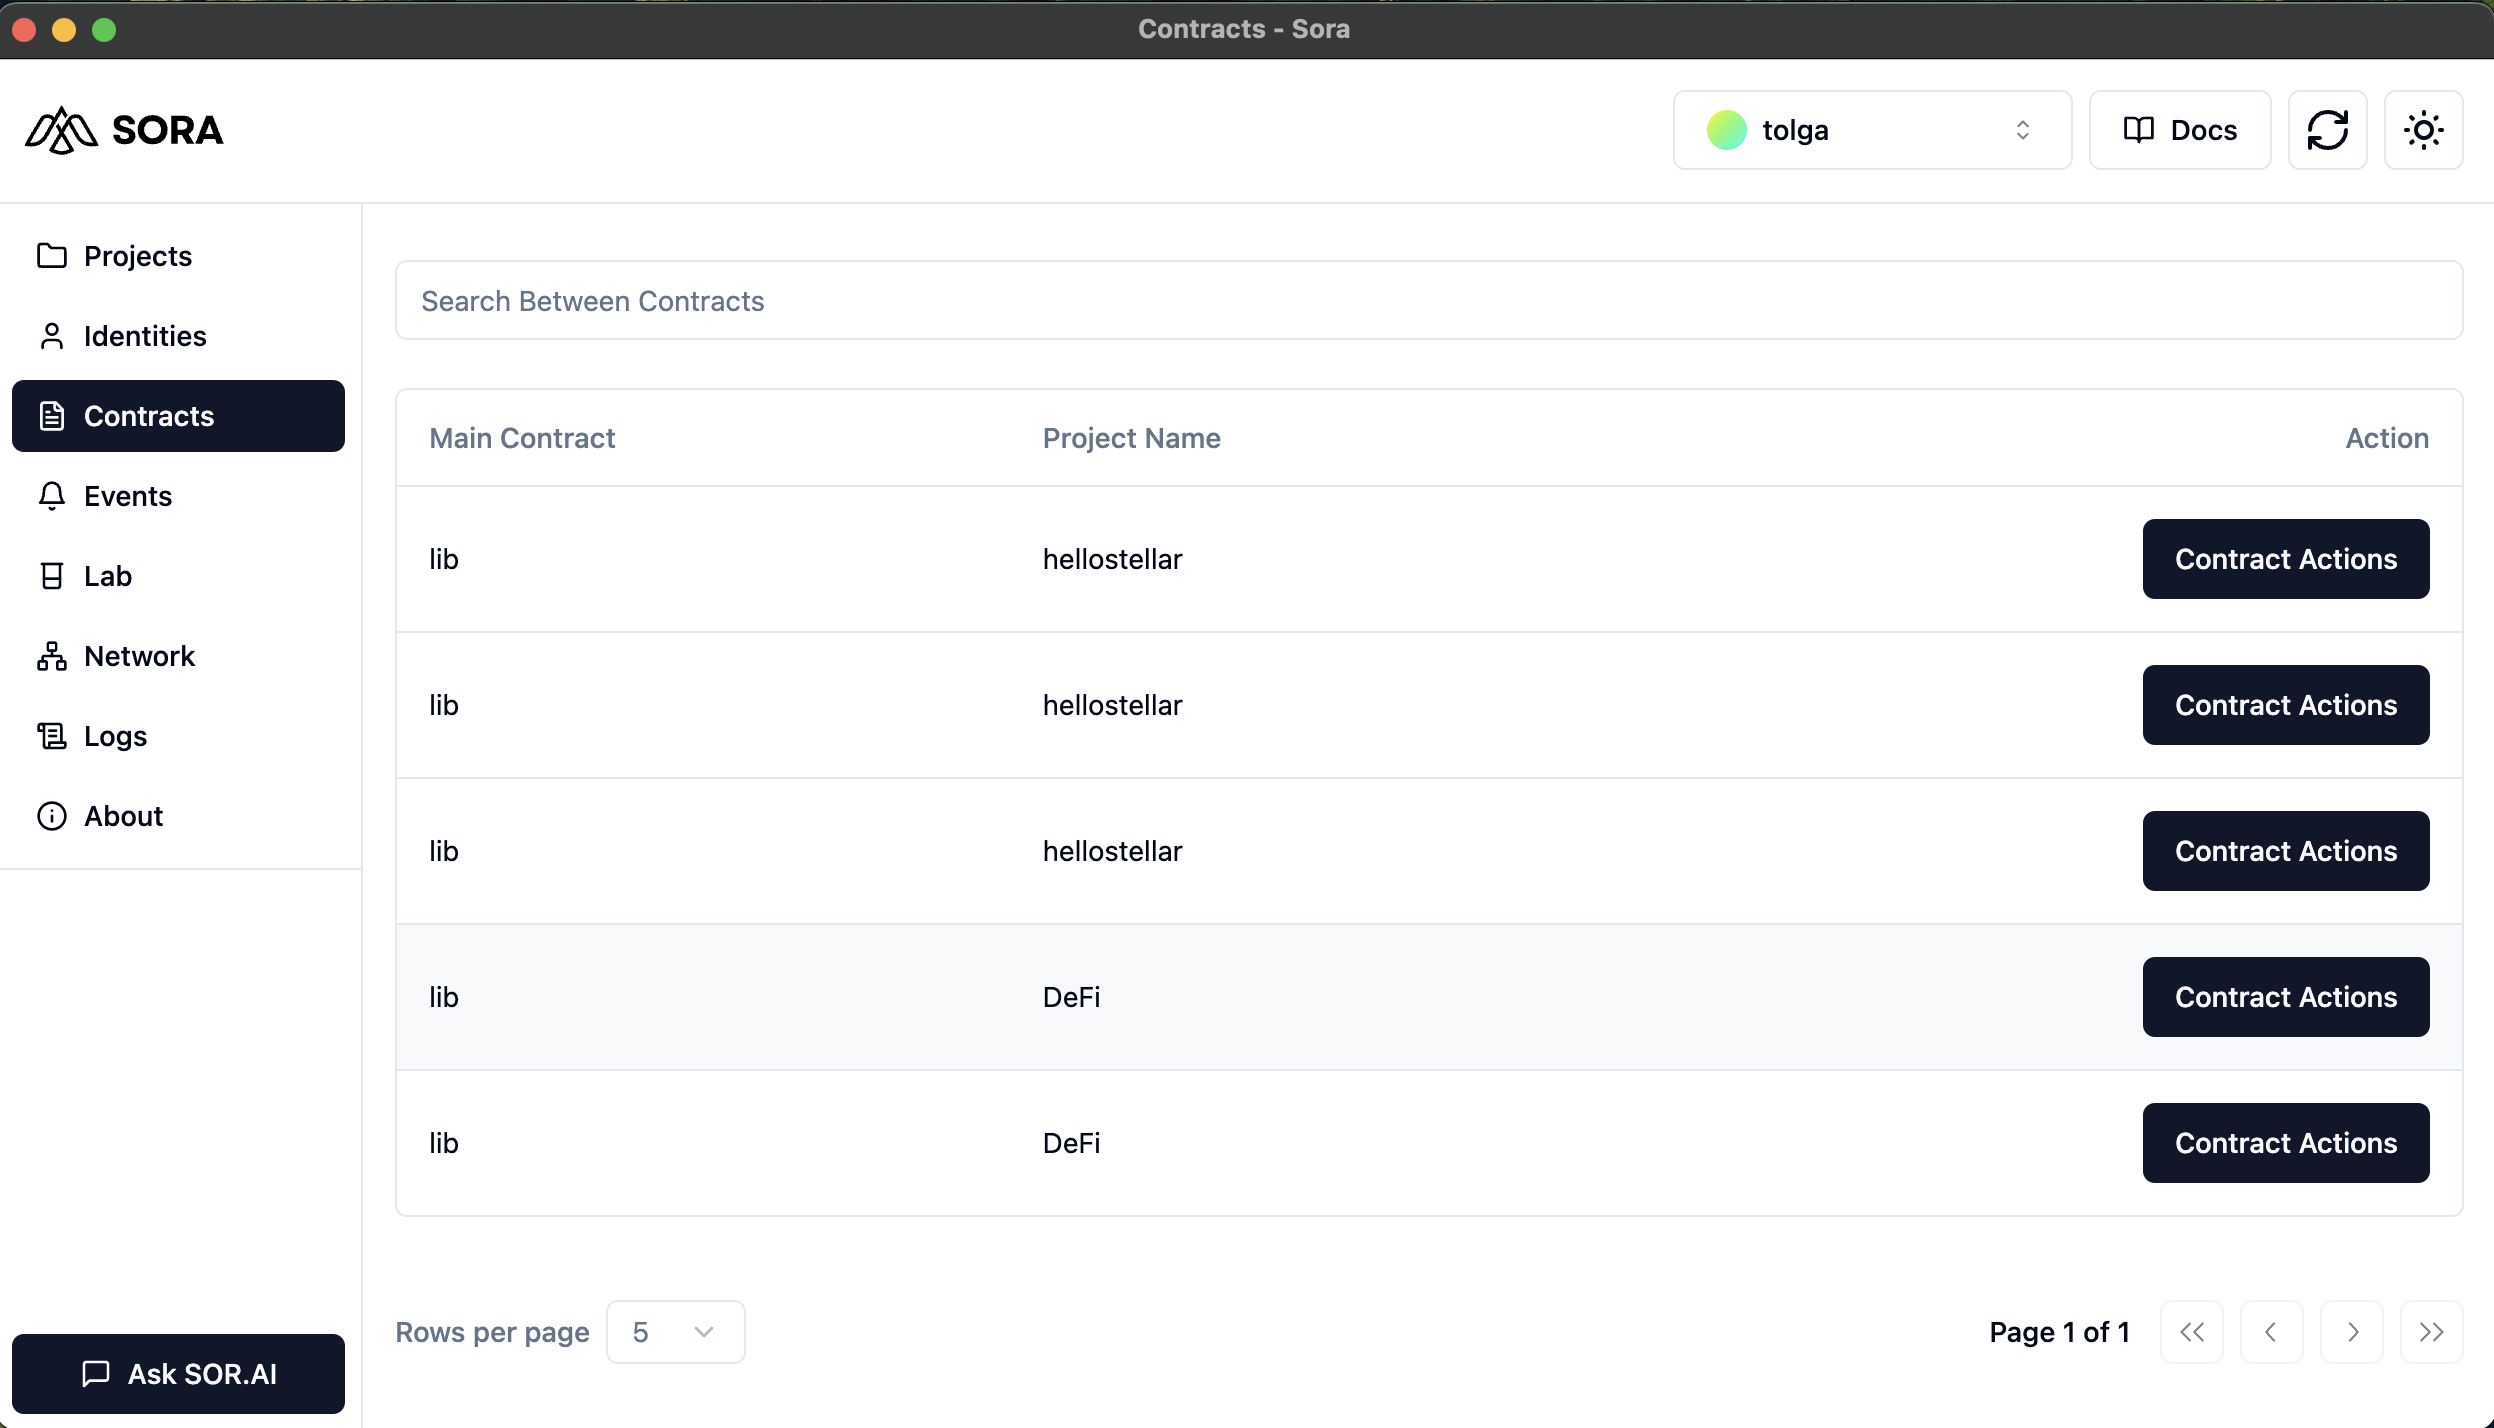 Contracts - Sora
SORA
tolga
Docs
Projects
Identities
Contracts
Events
Lab
Network
Logs
About
Ask SOR.AI
Search Between Contracts
Main Contract Project Name Action
lib hellostellar Contract Actions
lib hellostellar Contract Actions
lib hellostellar Contract Actions
lib DeFi Contract Actions
lib DeFi Contract Actions
Rows per page 5
Page 1 of 1